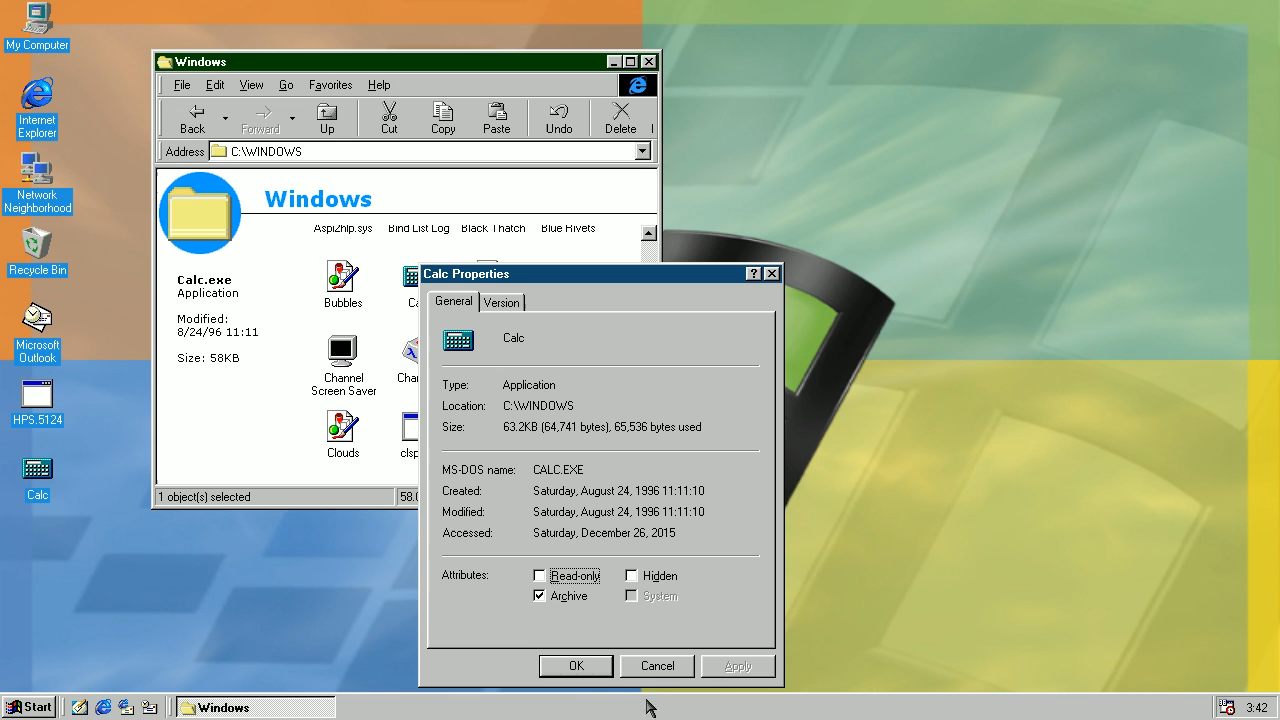 My Computer
Internet
Explorer
Network
Neighborhood
Recycle Bin
Microsoft
Outlook
HPS.5124
Calc
Windows
File Edit View Go Favorites Help
Back Forward Up Cut Copy Paste Undo Delete
Address C:\WINDOWS
Windows
Aspi2hlp.sys Bind List Log Black Thatch Blue Rivets
Calc.exe
Application
Modified:
8/24/96 11:11
Size: 58KB
Bubbles
Channel
Screen Saver
Clouds
clsp
1 object(s) selected
Calc Properties
General Version
Calc
Type: Application
Location: C:\WINDOWS
Size: 63.2KB (64,741 bytes), 65,536 bytes used
MS-DOS name: CALC.EXE
Created: Saturday, August 24, 1996 11:11:10
Modified: Saturday, August 24, 1996 11:11:10
Accessed: Saturday, December 26, 2015
Attributes: Read-only Hidden
Archive System
OK Cancel Apply
Start Windows 3:42